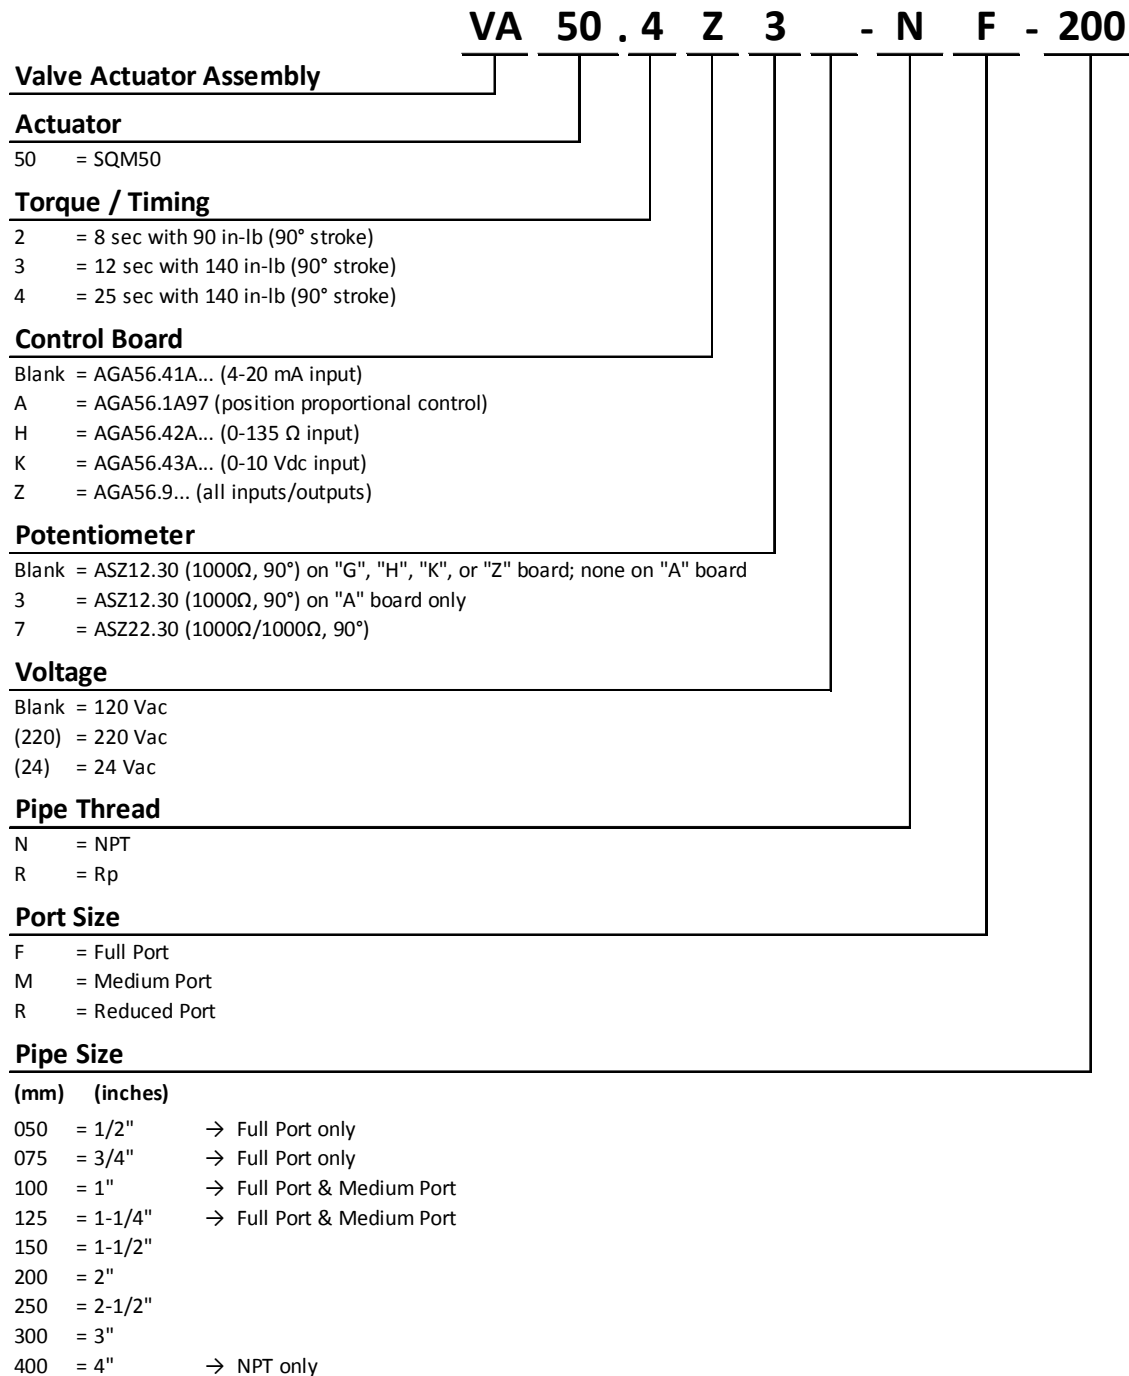 VA 50 . 4 Z 3 - N F - 200
Valve Actuator Assembly
Actuator
50 = SQM50
Torque / Timing
2 = 8 sec with 90 in-lb (90° stroke)
3 = 12 sec with 140 in-lb (90° stroke)
4 = 25 sec with 140 in-lb (90° stroke)
Control Board
Blank = AGA56.41A... (4-20 mA input)
A = AGA56.1A97 (position proportional control)
H = AGA56.42A... (0-135 Ω input)
K = AGA56.43A... (0-10 Vdc input)
Z = AGA56.9... (all inputs/outputs)
Potentiometer
Blank = ASZ12.30 (1000Ω, 90°) on "G", "H", "K", or "Z" board; none on "A" board
3 = ASZ12.30 (1000Ω, 90°) on "A" board only
7 = ASZ22.30 (1000Ω/1000Ω, 90°)
Voltage
Blank = 120 Vac
(220) = 220 Vac
(24) = 24 Vac
Pipe Thread
N = NPT
R = Rp
Port Size
F = Full Port
M = Medium Port
R = Reduced Port
Pipe Size
(mm) (inches)
050 = 1/2" → Full Port only
075 = 3/4" → Full Port only
100 = 1" → Full Port & Medium Port
125 = 1-1/4" → Full Port & Medium Port
150 = 1-1/2"
200 = 2"
250 = 2-1/2"
300 = 3"
400 = 4" → NPT only